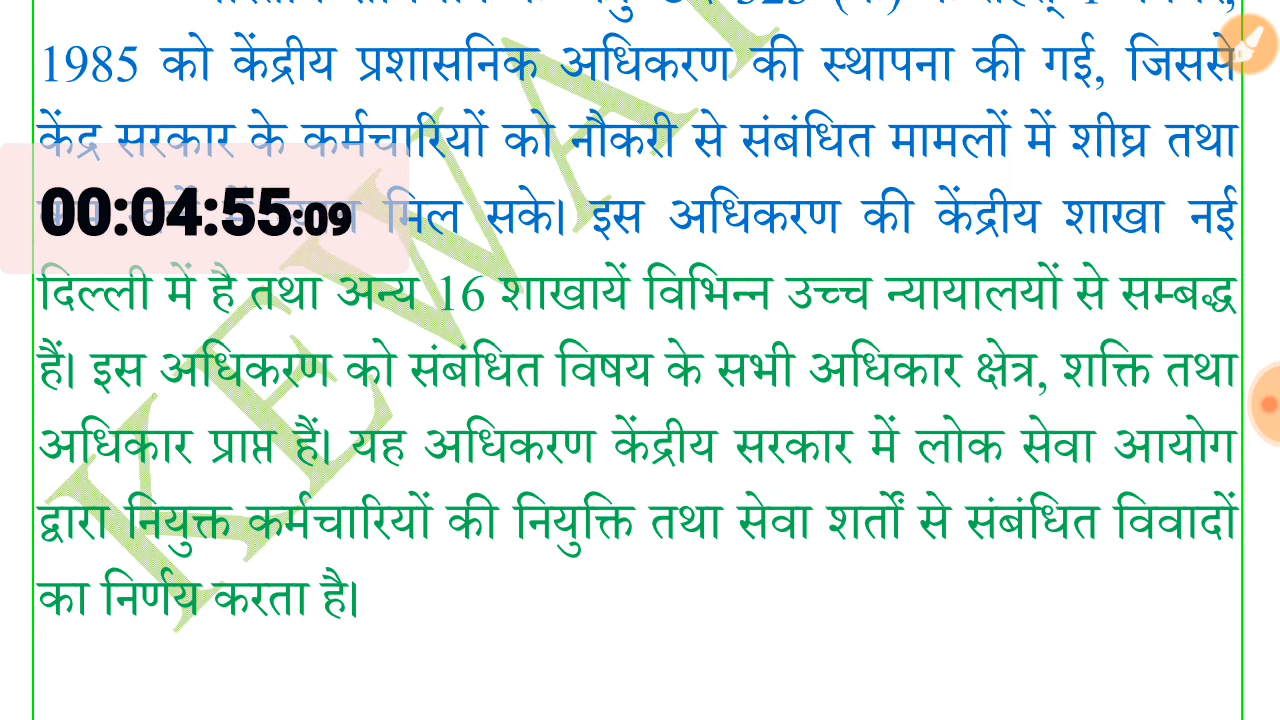 1985 को केंद्रीय प्रशासनिक अधिकरण की स्थापना की गई, जिससे
केंद्र सरकार के कर्मचारियों को नौकरी से संबंधित मामलों में शीघ्र तथा
मिल सके। इस अधिकरण की केंद्रीय शाखा नई
00:04:55:09
दिल्ली में है तथा अन्य 16 शाखायें विभिन्न उच्च न्यायालयों से सम्बद्ध
हैं। इस अधिकरण को संबंधित विषय के सभी अधिकार क्षेत्र, शक्ति तथा
अधिकार प्राप्त हैं। यह अधिकरण केंद्रीय सरकार में लोक सेवा आयोग
द्वारा नियुक्त कर्मचारियों की नियुक्ति तथा सेवा शर्तों से संबंधित विवादों
का निर्णय करता है।